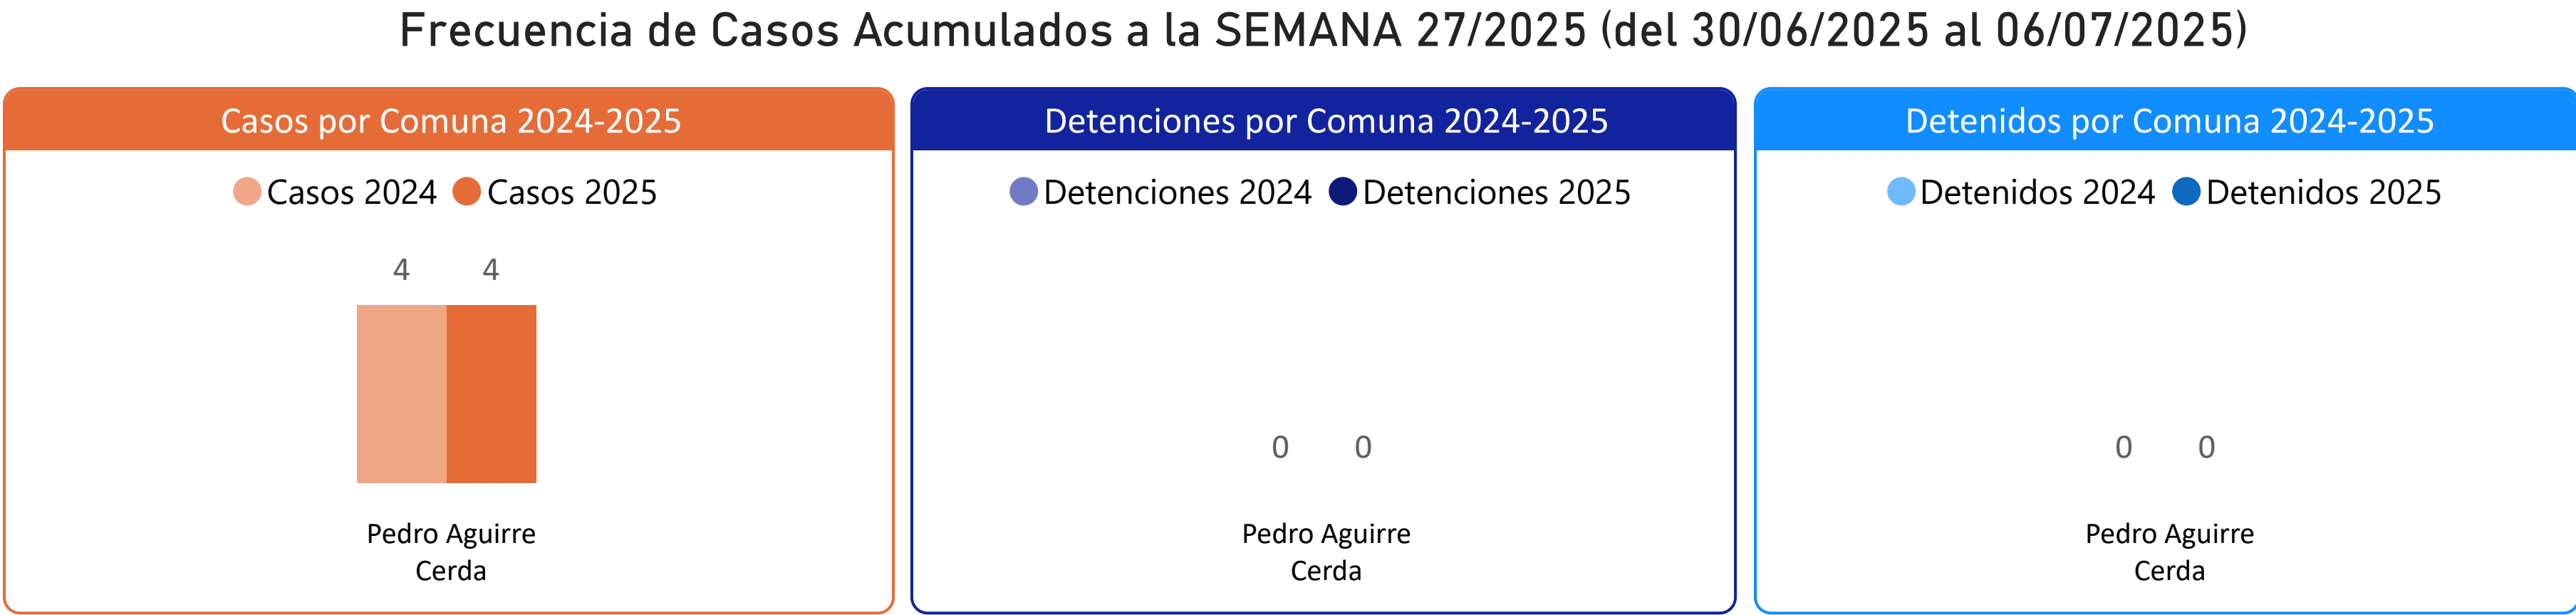 Frecuencia de Casos Acumulados a la SEMANA 27/2025 (del 30/06/2025 al 06/07/2025)
Casos por Comuna 2024-2025
Casos 2024 Casos 2025
4 4
Pedro Aguirre
Cerda
Detenciones por Comuna 2024-2025
Detenciones 2024 Detenciones 2025
0 0
Pedro Aguirre
Cerda
Detenidos por Comuna 2024-2025
Detenidos 2024 Detenidos 2025
0 0
Pedro Aguirre
Cerda